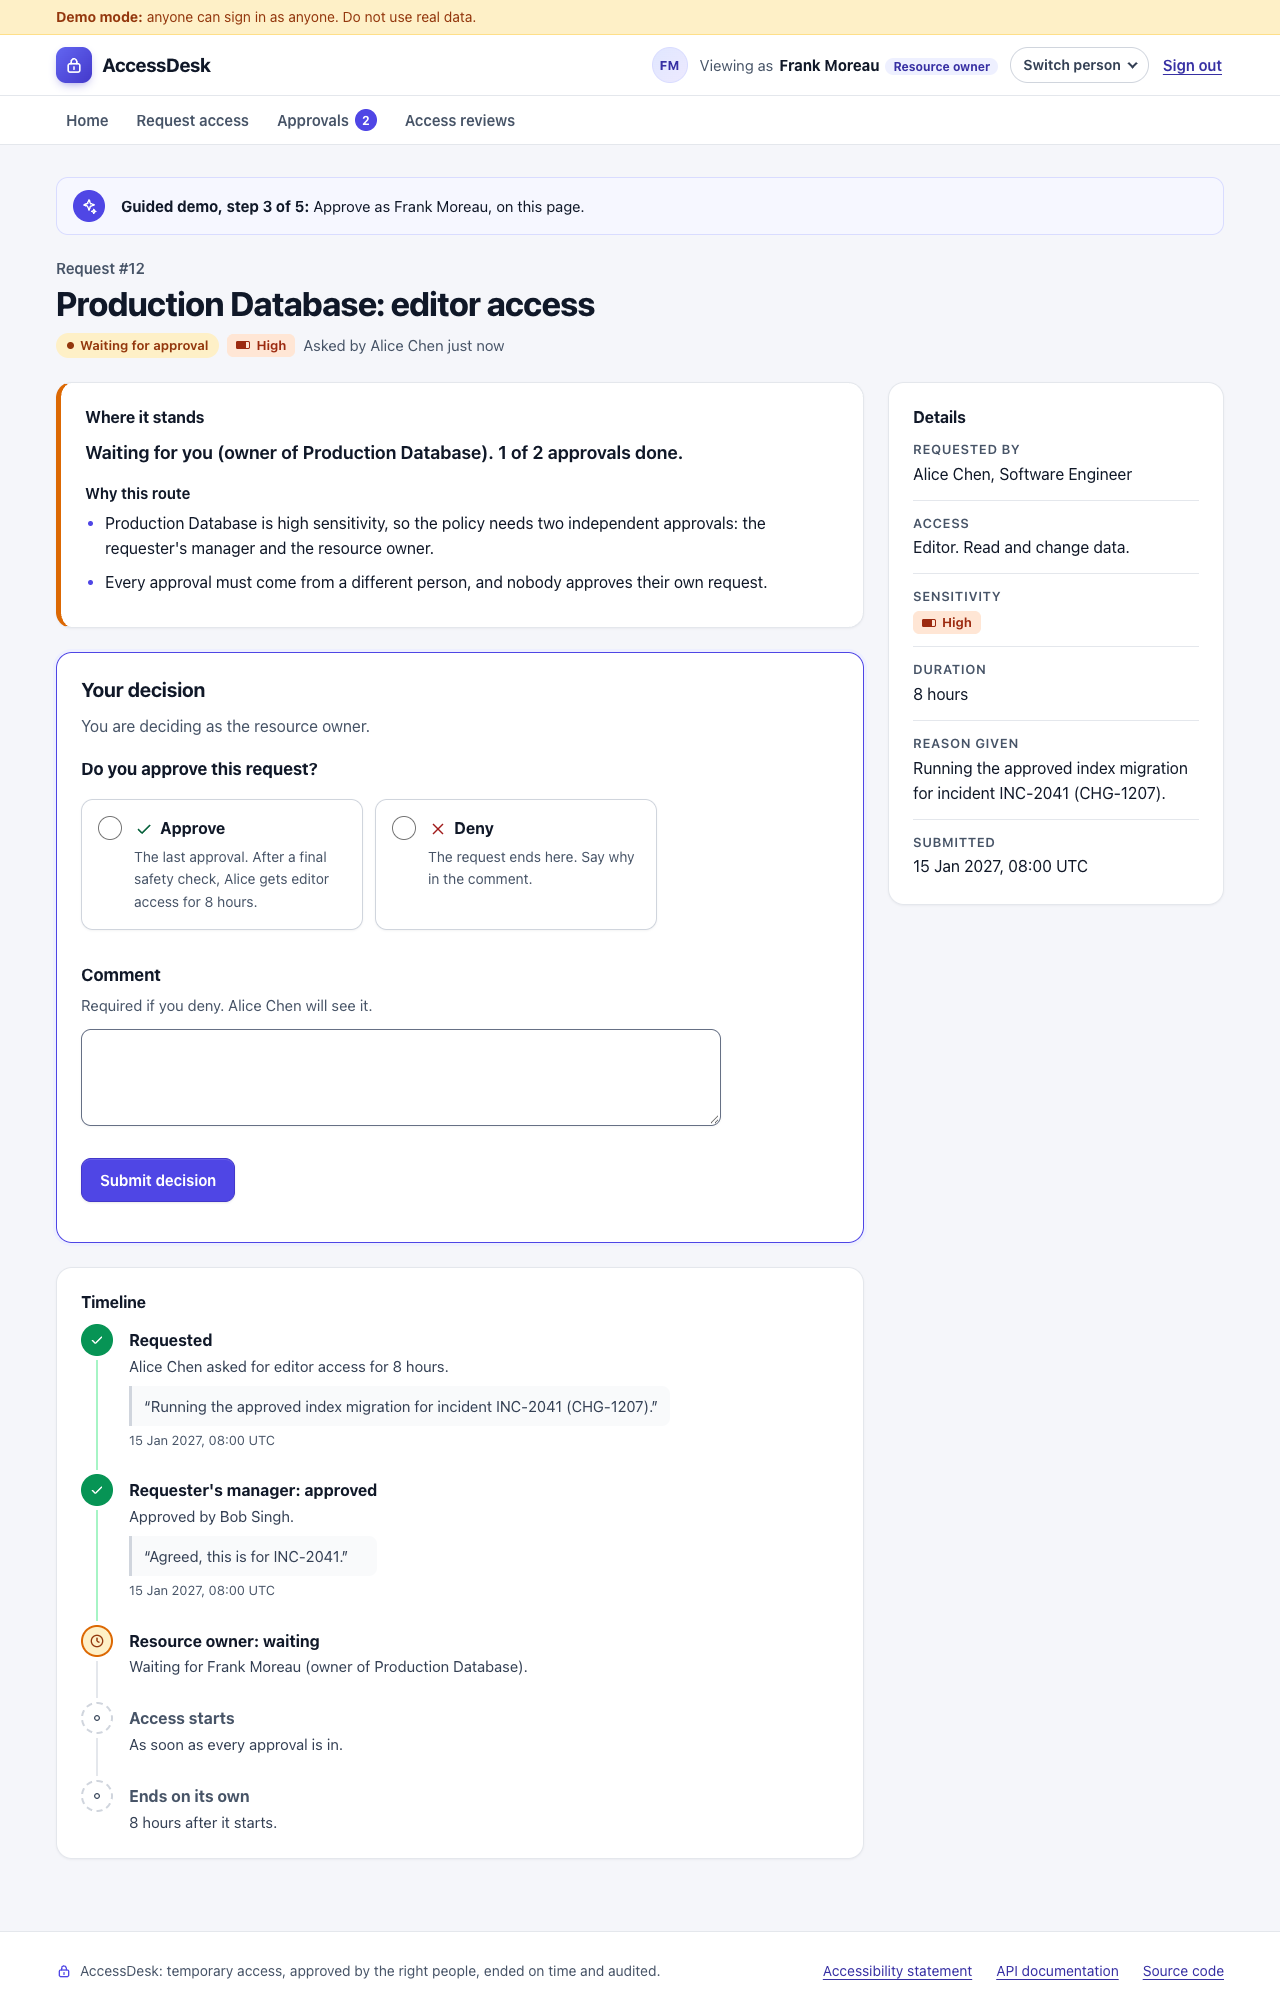 Demo mode: anyone can sign in as anyone. Do not use real data.
AccessDesk
FM
Viewing as Frank Moreau Resource owner
Switch person
Sign out
Home
Request access
Approvals 2
Access reviews
Guided demo, step 3 of 5: Approve as Frank Moreau, on this page.
Request #12
Production Database: editor access
Waiting for approval
High
Asked by Alice Chen just now
Where it stands
Waiting for you (owner of Production Database). 1 of 2 approvals done.
Why this route
Production Database is high sensitivity, so the policy needs two independent approvals: the
requester's manager and the resource owner.
Every approval must come from a different person, and nobody approves their own request.
Your decision
You are deciding as the resource owner.
Do you approve this request?
Approve
The last approval. After a final
safety check, Alice gets editor
access for 8 hours.
Deny
The request ends here. Say why
in the comment.
Comment
Required if you deny. Alice Chen will see it.
Submit decision
Timeline
Requested
Alice Chen asked for editor access for 8 hours.
“Running the approved index migration for incident INC-2041 (CHG-1207).”
15 Jan 2027, 08:00 UTC
Requester's manager: approved
Approved by Bob Singh.
“Agreed, this is for INC-2041.”
15 Jan 2027, 08:00 UTC
Resource owner: waiting
Waiting for Frank Moreau (owner of Production Database).
Access starts
As soon as every approval is in.
Ends on its own
8 hours after it starts.
Details
REQUESTED BY
Alice Chen, Software Engineer
ACCESS
Editor. Read and change data.
SENSITIVITY
High
DURATION
8 hours
REASON GIVEN
Running the approved index migration
for incident INC-2041 (CHG-1207).
SUBMITTED
15 Jan 2027, 08:00 UTC
AccessDesk: temporary access, approved by the right people, ended on time and audited.
Accessibility statement
API documentation
Source code